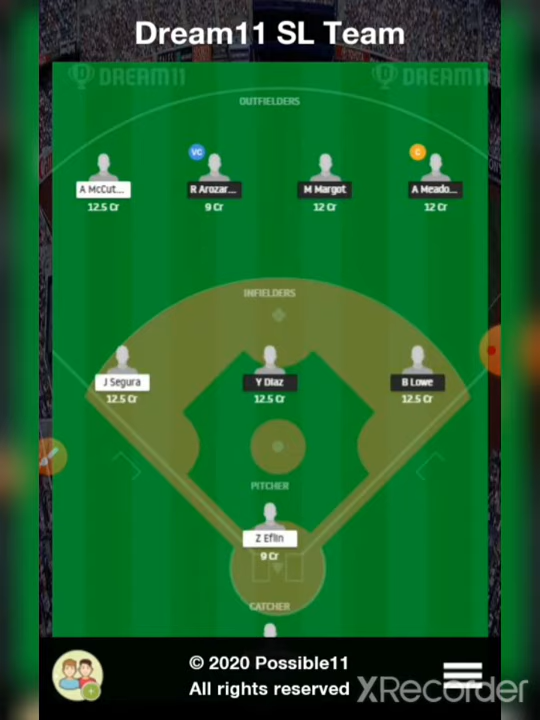 Dream11 SL Team
DREAM11 DREAM11
OUTFIELDERS
VC C
A McCut... R Arozar... M Margot A Meado...
12.5 Cr 9 Cr 12 Cr 12 Cr
INFIELDERS
J Segura Y Diaz B Lowe
12.5 Cr 12.5 Cr 12.5 Cr
PITCHER
Z Eflin
9 Cr
CATCHER
© 2020 Possible11
All rights reserved
XRecorder